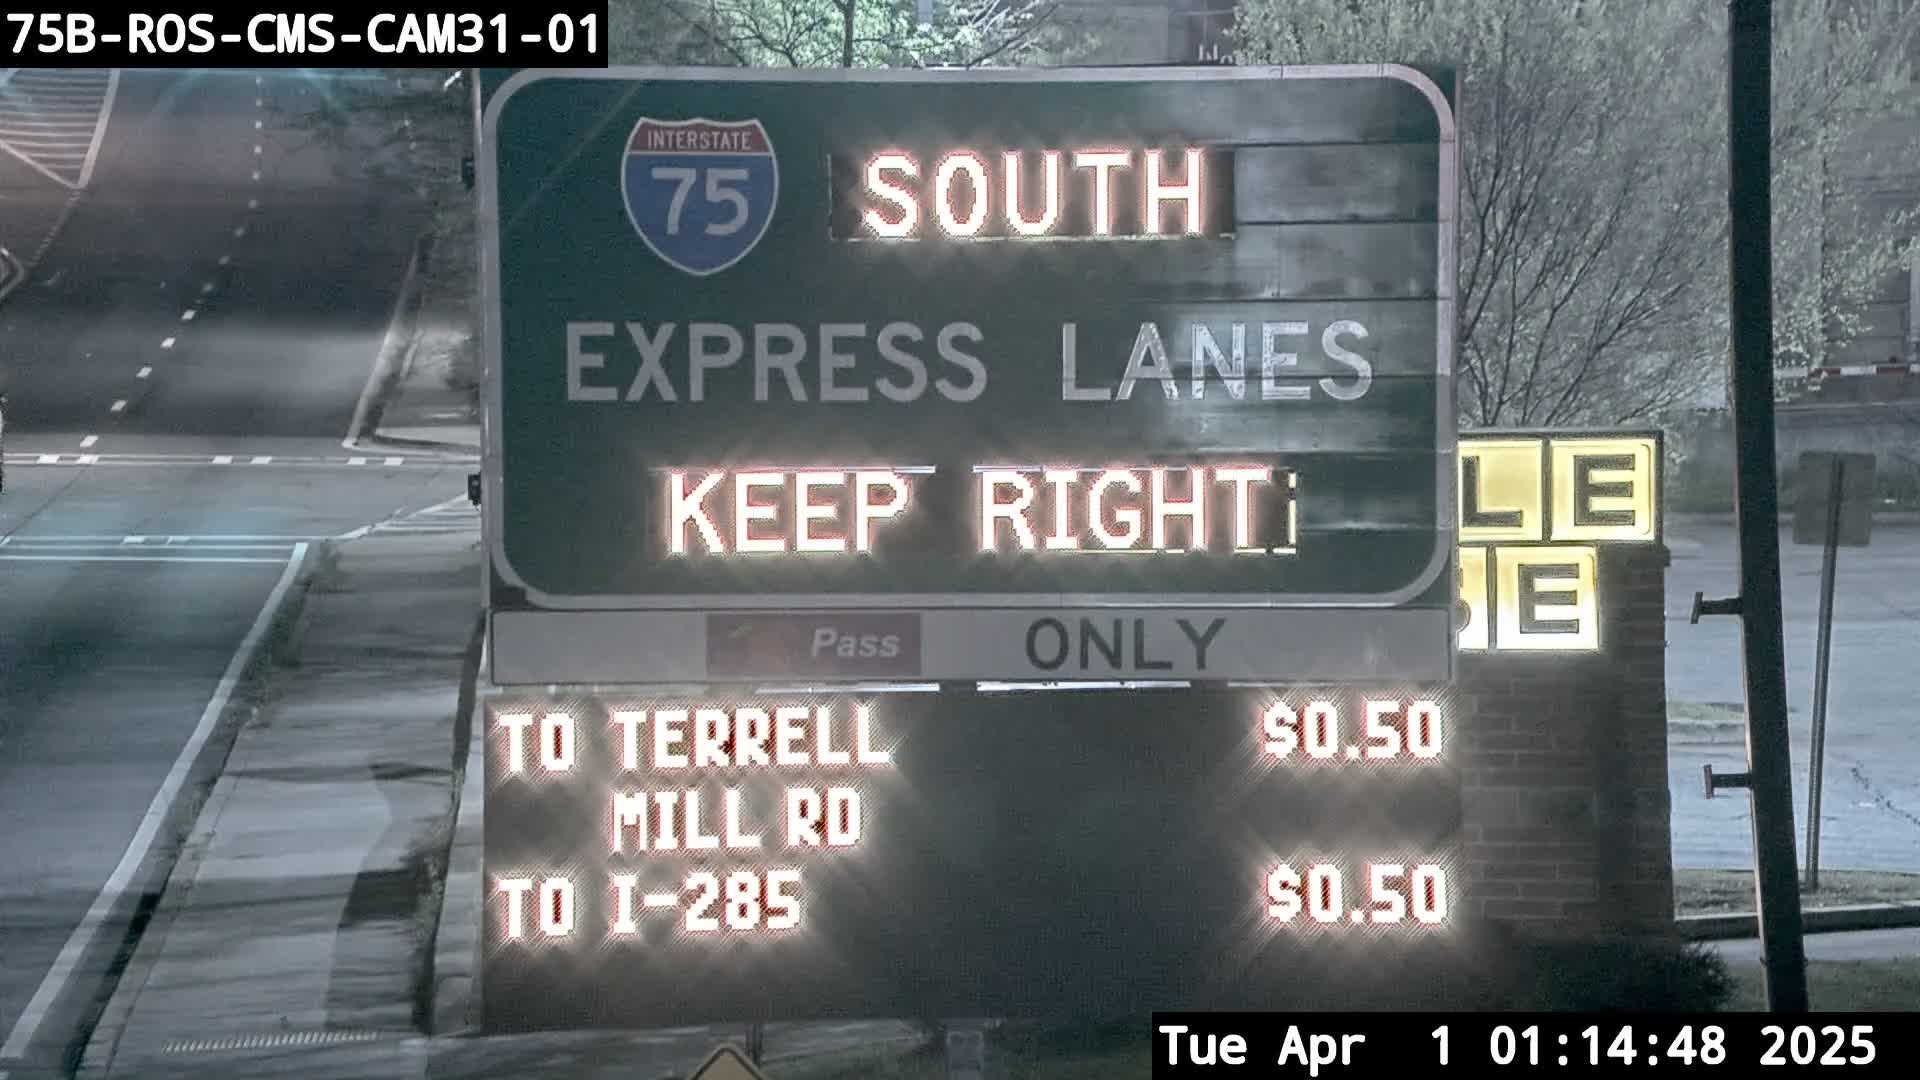 75B-ROS-CMS-CAM31-01
INTERSTATE
75
SOUTH
EXPRESS LANES
KEEP RIGHT
Pass ONLY
LE
E
TO TERRELL $0.50
MILL RD
TO I-285 $0.50
Tue Apr 1 01:14:48 2025